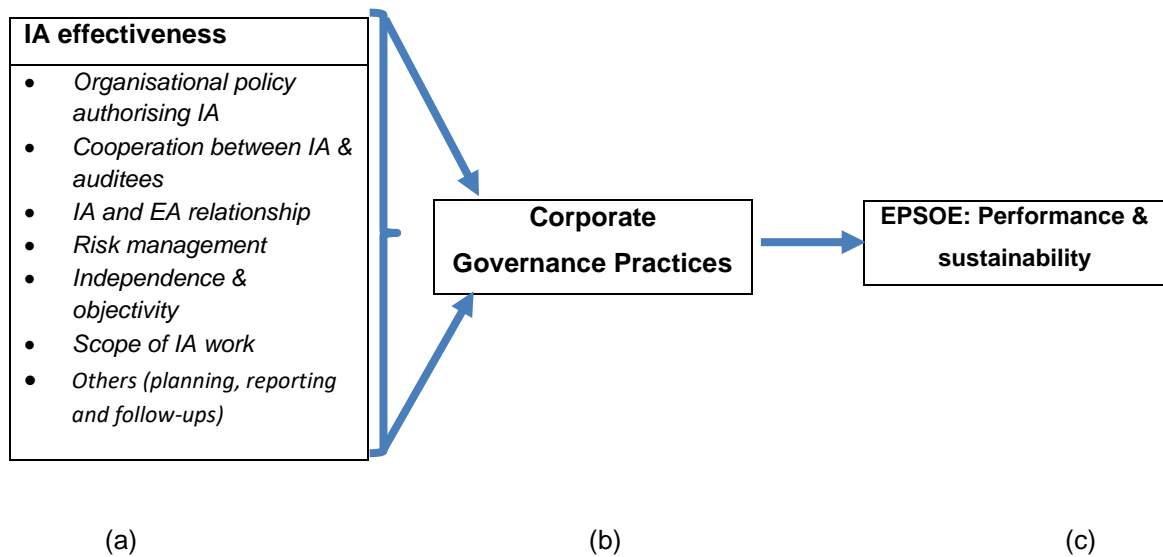 IA effectiveness
• Organisational policy
authorising IA
• Cooperation between IA &
auditees
• IA and EA relationship
• Risk management
• Independence &
objectivity
• Scope of IA work
• Others (planning, reporting
and follow-ups)
Corporate
Governance Practices
EPSOE: Performance &
sustainability
(a)
(b)
(c)